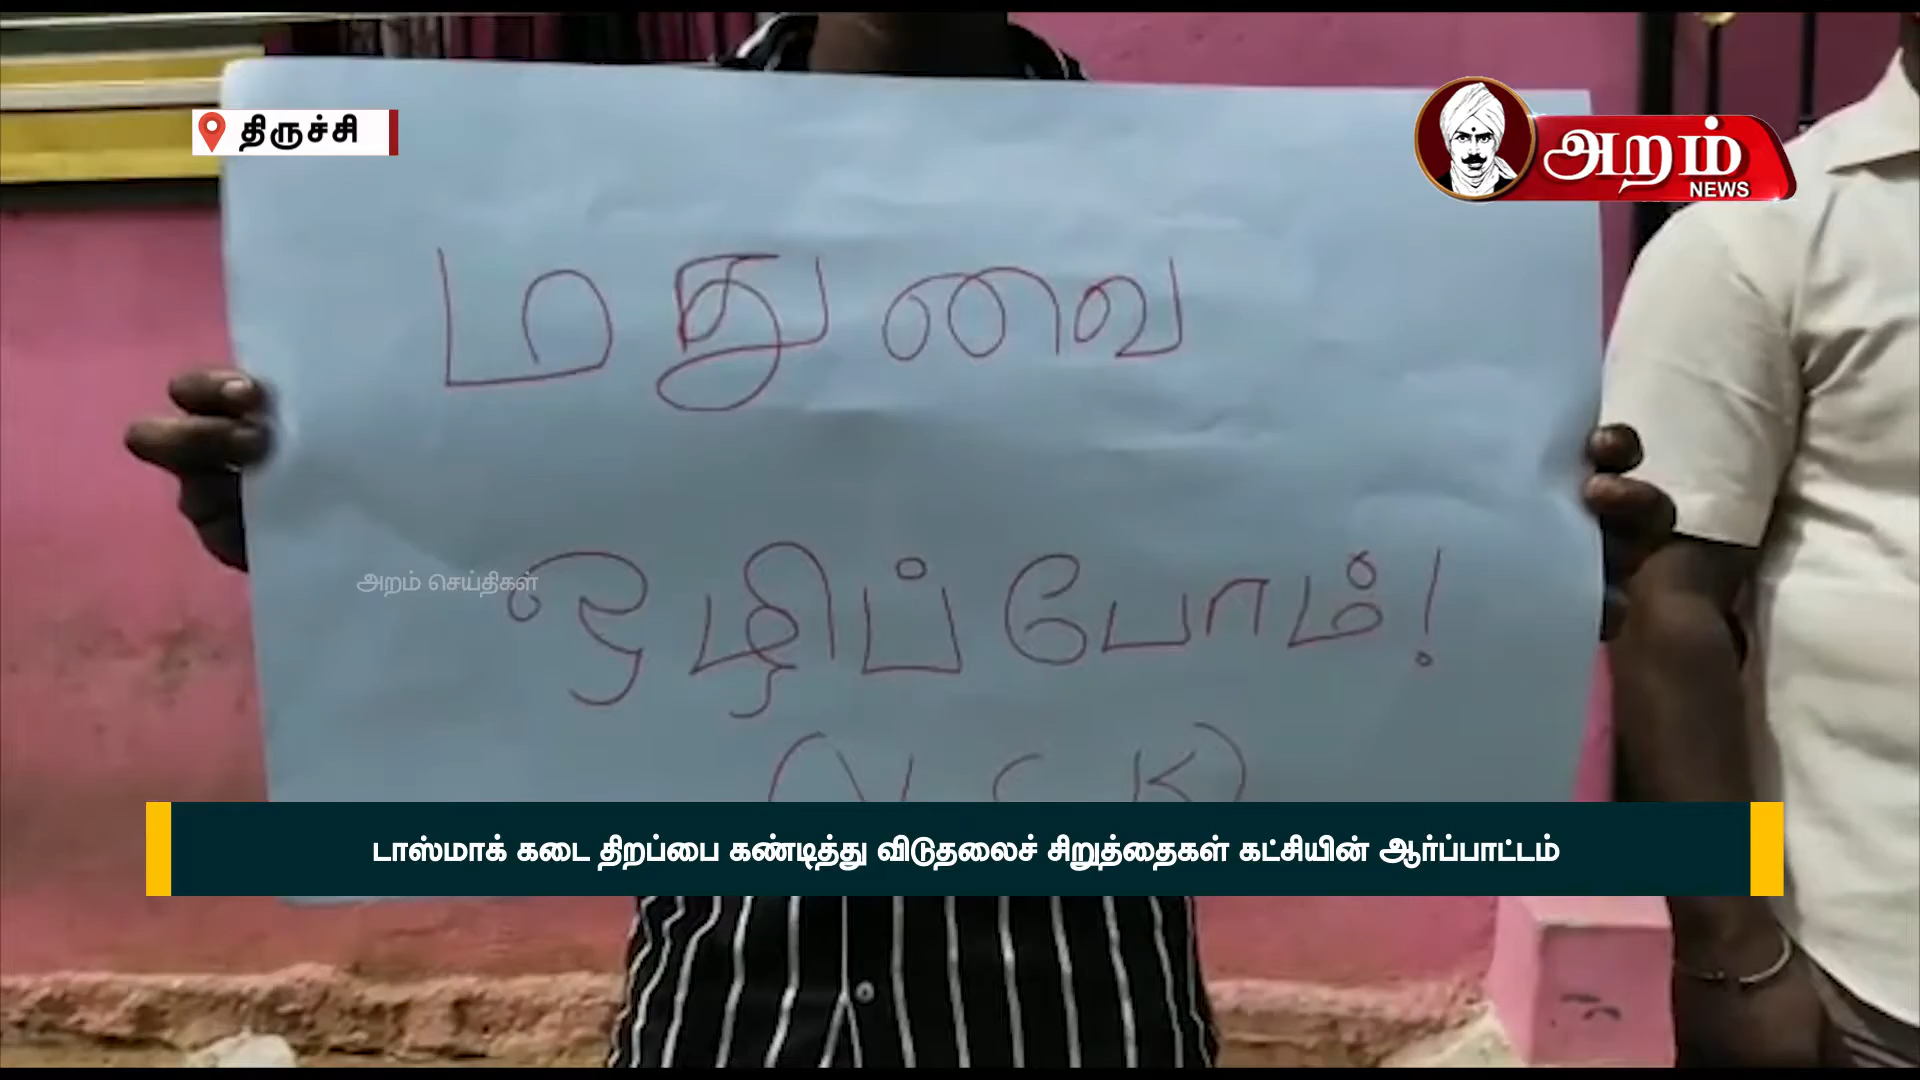 திருச்சி
அறம்
NEWS
மதுவை
அறம் செய்திகள்
ஒழிப்போம்!
(V C K)
டாஸ்மாக் கடை திறப்பை கண்டித்து விடுதலைச் சிறுத்தைகள் கட்சியின் ஆர்ப்பாட்டம்